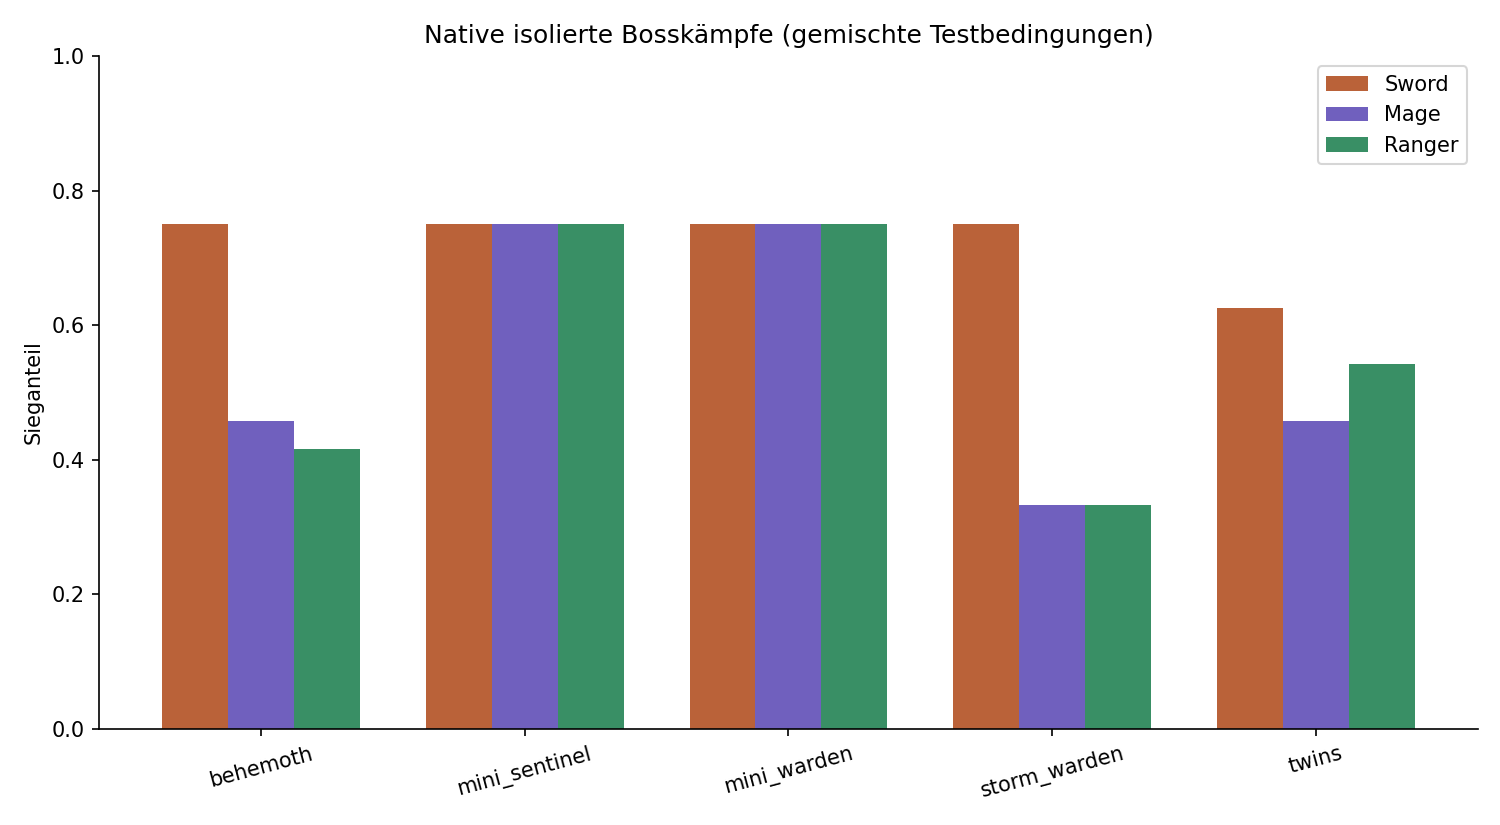 Native isolierte Bosskämpfe (gemischte Testbedingungen)
Sword
Mage
Ranger
Sieganteil
1.0
0.8
0.6
0.4
0.2
0.0
behemoth
mini_sentinel
mini_warden
storm_warden
twins